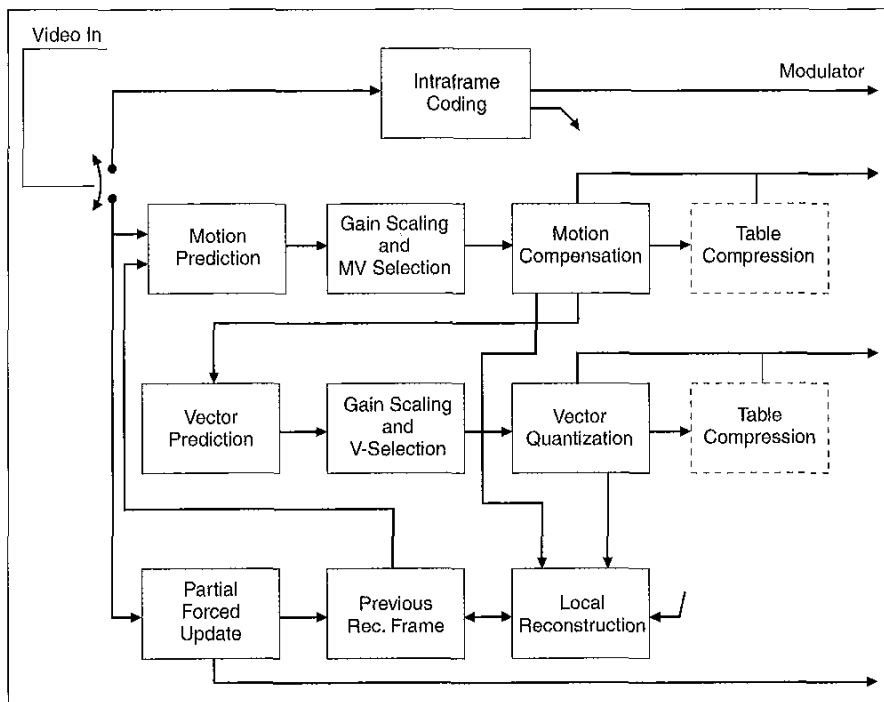 Video In
Intraframe
Coding
Modulator
Motion
Prediction
Gain Scaling
and
MV Selection
Motion
Compensation
Table
Compression
Vector
Prediction
Gain Scaling
and
V-Selection
Vector
Quantization
Table
Compression
Partial
Forced
Update
Previous
Rec. Frame
Local
Reconstruction